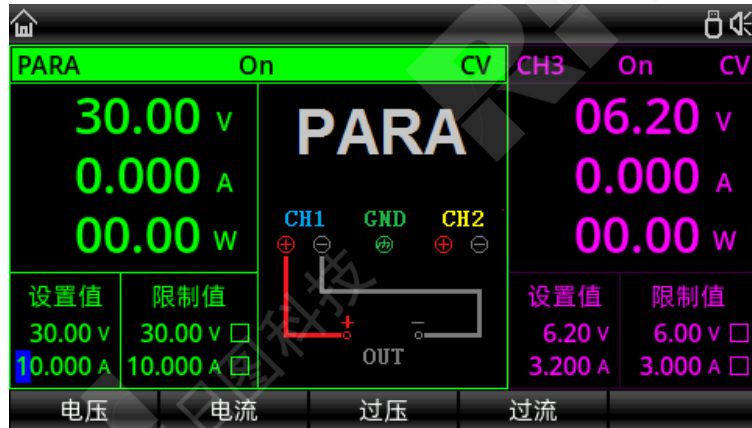 PARA On CV CH3 On CV
30.00 V PARA 06.20 V
0.000 A 0.000 A
00.00 W CH1 GND CH2 00.00 W
设置值 限制值 设置值 限制值
30.00 V 30.00 V + − 6.20 V 6.00 V
10.000 A 10.000 A OUT 3.200 A 3.000 A
电压 电流 过压 过流